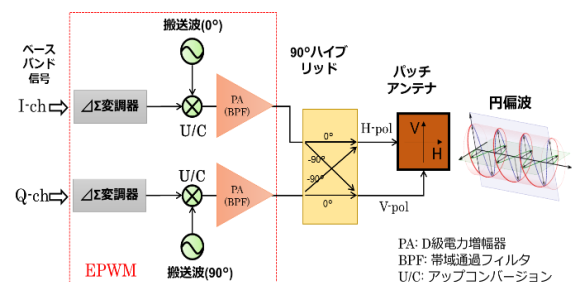 搬送波(0°)
ベース
バンド
信号
I-ch
⊿Σ変調器
U/C
PA
(BPF)
90°ハイブ
リッド
0°
-90°
-90°
0°
H-pol
V-pol
パッチ
アンテナ
V
H
円偏波
Q-ch
⊿Σ変調器
U/C
PA
(BPF)
搬送波(90°)
EPWM
PA: D級電力増幅器
BPF: 帯域通過フィルタ
U/C: アップコンバージョン